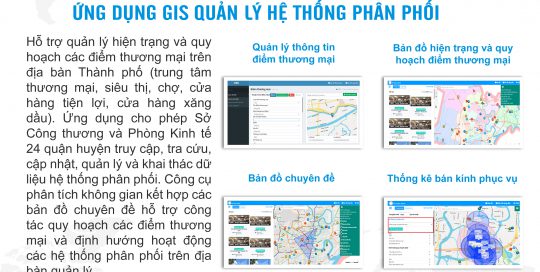 ỨNG DỤNG GIS QUẢN LÝ HỆ THỐNG PHÂN PHỐI
Hỗ trợ quản lý hiện trạng và quy
hoạch các điểm thương mại trên
địa bàn Thành phố (trung tâm
thương mại, siêu thị, chợ, cửa
hàng tiện lợi, cửa hàng xăng
dầu). Ứng dụng cho phép Sở
Công thương và Phòng Kinh tế
24 quận huyện truy cập, tra cứu,
cập nhật, quản lý và khai thác dữ
liệu hệ thống phân phối. Công cụ
phân tích không gian kết hợp các
bản đồ chuyên đề hỗ trợ công
tác quy hoạch các điểm thương
mại và định hướng hoạt động
các hệ thống phân phối trên địa
bàn quản lý
Quản lý thông tin
điểm thương mại
Bản đồ hiện trạng và quy
hoạch điểm thương mại
Bản đồ chuyên đề
Thống kê bán kính phục vụ